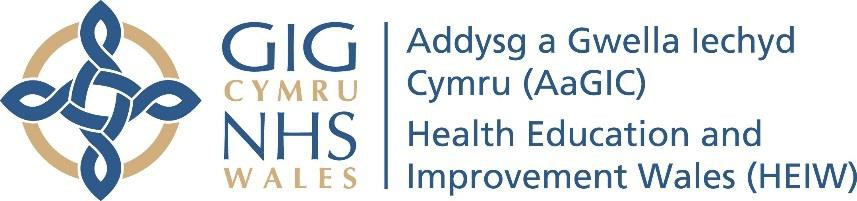 GIG
CYMRU
NHS
WALES
Addysg a Gwella Iechyd
Cymru (AaGIC)
Health Education and
Improvement Wales (HEIW)